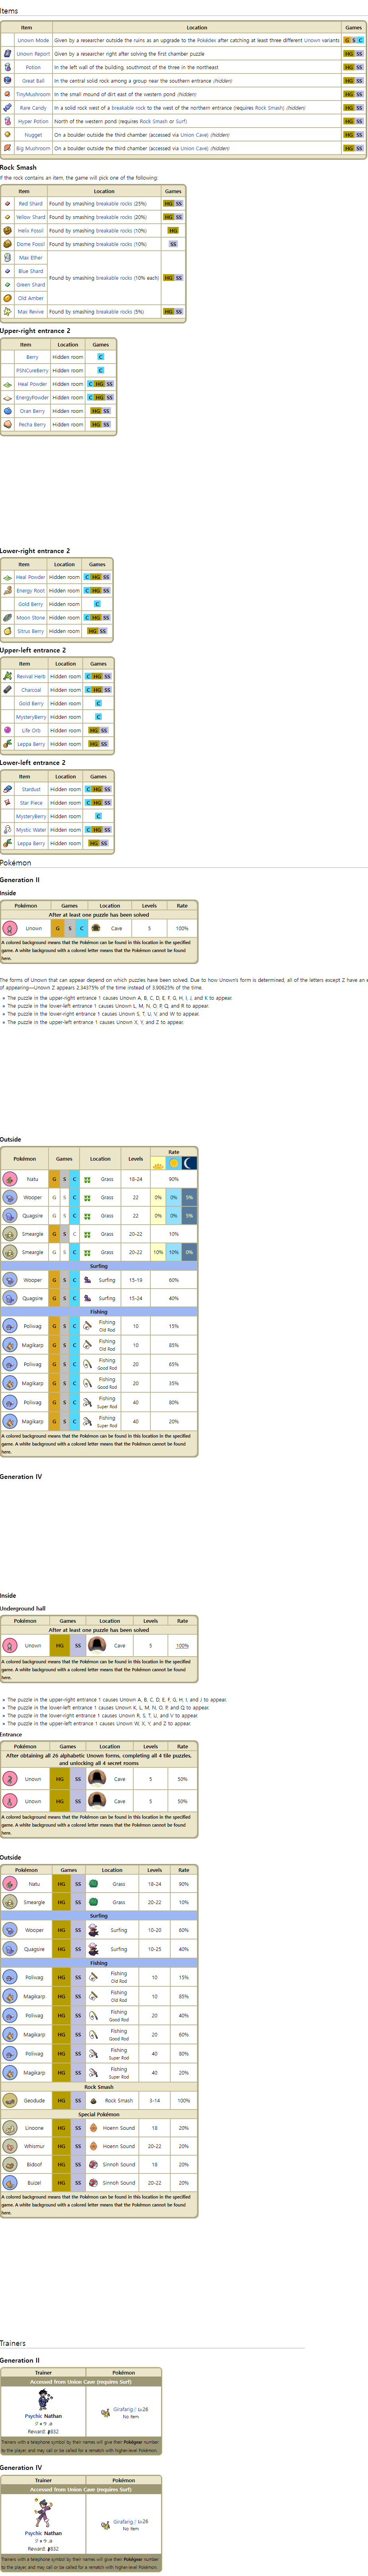 Items
Item Location Games
Unown Mode Given by a researcher outside the ruins as an upgrade to the Pokédex after catching at least three different Unown variants G S C
Unown Report Given by a researcher right after solving the first chamber puzzle HG SS
Potion In the left wall of the building, southmost of the three in the northeast. HG SS
Great Ball In the central solid rock among a group near the southern entrance (hidden) HG SS
TinyMushroom In the small mound of dirt east of the western pond (hidden) HG SS
Rare Candy In a solid rock west of a breakable rock to the west of the northern entrance (requires Rock Smash) (hidden) HG SS
Hyper Potion North of the western pond (requires Rock Smash or Surf) HG SS
Nugget On a boulder outside the third chamber (accessed via Union Cave) (hidden) HG SS
Big Mushroom On a boulder outside the third chamber (accessed via Union Cave) (hidden) HG SS
Rock Smash
If the rock contains an item, the game will pick one of the following:
Item Location Games
Red Shard Found by smashing breakable rocks (25%) HG SS
Yellow Shard Found by smashing breakable rocks (20%) HG SS
Helix Fossil Found by smashing breakable rocks (10%) HG
Dome Fossil Found by smashing breakable rocks (10%) SS
Max Ether
Blue Shard
Found by smashing breakable rocks (10% each) HG SS
Green Shard
Old Amber
Max Revive Found by smashing breakable rocks (5%) HG SS
Upper-right entrance 2
Item Location Games
Berry Hidden room C
PSNCureBerry Hidden room C
Heal Powder Hidden room C HG SS
EnergyPowder Hidden room C HG SS
Oran Berry Hidden room HG SS
Pecha Berry Hidden room HG SS
Lower-right entrance 2
Item Location Games
Heal Powder Hidden room C HG SS
Energy Root Hidden room C HG SS
Gold Berry Hidden room C
Moon Stone Hidden room C HG SS
Sitrus Berry Hidden room HG SS
Upper-left entrance 2
Item Location Games
Revival Herb Hidden room C HG SS
Charcoal Hidden room C HG SS
Gold Berry Hidden room C
MysteryBerry Hidden room C
Life Orb Hidden room HG SS
Leppa Berry Hidden room HG SS
Lower-left entrance 2
Item Location Games
Stardust Hidden room C HG SS
Star Piece Hidden room C HG SS
MysteryBerry Hidden room C
Mystic Water Hidden room C HG SS
Leppa Berry Hidden room HG SS
Pokémon
Generation II
Inside
Pokémon Games Location Levels Rate
After at least one puzzle has been solved
Unown G S C Cave 5 100%
A colored background means that the Pokémon can be found in this location in the specified
game. A white background with a colored letter means that the Pokémon cannot be found
here.
The forms of Unown that can appear depend on which puzzles have been solved. Due to how Unown's form is determined, all of the letters except Z have an e
of appearing—Unown Z appears 2.34375% of the time instead of 3.90625% of the time.
The puzzle in the upper-right entrance 1 causes Unown A, B, C, D, E, F, G, H, I, J, and K to appear.
The puzzle in the lower-left entrance 1 causes Unown L, M, N, O, P, Q, and R to appear.
The puzzle in the lower-right entrance 1 causes Unown S, T, U, V, and W to appear.
The puzzle in the upper-left entrance 1 causes Unown X, Y, and Z to appear.
Outside
Pokémon Games Location Levels Rate
Natu G S C Grass 18-24 90%
Wooper G S C Grass 22 0% 0% 5%
Quagsire G S C Grass 22 0% 0% 5%
Smeargle G S C Grass 20-22 10%
Smeargle G S C Grass 20-22 10% 10% 0%
Surfing
Wooper G S C Surfing 15-19 60%
Quagsire G S C Surfing 15-24 40%
Fishing
Poliwag G S C Fishing Old Rod 10 15%
Magikarp G S C Fishing Old Rod 10 85%
Poliwag G S C Fishing Good Rod 20 65%
Magikarp G S C Fishing Good Rod 20 35%
Poliwag G S C Fishing Super Rod 40 80%
Magikarp G S C Fishing Super Rod 40 20%
A colored background means that the Pokémon can be found in this location in the specified
game. A white background with a colored letter means that the Pokémon cannot be found
here.
Generation IV
Inside
Underground hall
Pokémon Games Location Levels Rate
After at least one puzzle has been solved
Unown HG SS Cave 5 100%
A colored background means that the Pokémon can be found in this location in the specified
game. A white background with a colored letter means that the Pokémon cannot be found
here.
The puzzle in the upper-right entrance 1 causes Unown A, B, C, D, E, F, G, H, I, and J to appear.
The puzzle in the lower-left entrance 1 causes Unown K, L, M, N, O, P, and Q to appear.
The puzzle in the lower-right entrance 1 causes Unown R, S, T, U, and V to appear.
The puzzle in the upper-left entrance 1 causes Unown W, X, Y, and Z to appear.
Entrance
Pokémon Games Location Levels Rate
After obtaining all 26 alphabetic Unown forms, completing all 4 tile puzzles,
and unlocking all 4 secret rooms
Unown HG SS Cave 5 50%
Unown HG SS Cave 5 50%
A colored background means that the Pokémon can be found in this location in the specified
game. A white background with a colored letter means that the Pokémon cannot be found
here.
Outside
Pokémon Games Location Levels Rate
Natu HG SS Grass 18-24 90%
Smeargle HG SS Grass 20-22 10%
Surfing
Wooper HG SS Surfing 10-20 60%
Quagsire HG SS Surfing 10-25 40%
Fishing
Poliwag HG SS Fishing Old Rod 10 15%
Magikarp HG SS Fishing Old Rod 10 85%
Poliwag HG SS Fishing Good Rod 20 40%
Magikarp HG SS Fishing Good Rod 20 60%
Poliwag HG SS Fishing Super Rod 40 80%
Magikarp HG SS Fishing Super Rod 40 20%
Rock Smash
Geodude HG SS Rock Smash 3-14 100%
Special Pokémon
Linoone HG SS Hoenn Sound 18 20%
Whismur HG SS Hoenn Sound 20-22 20%
Bidoof HG SS Sinnoh Sound 18 20%
Buizel HG SS Sinnoh Sound 20-22 20%
A colored background means that the Pokémon can be found in this location in the specified
game. A white background with a colored letter means that the Pokémon cannot be found
here.
Trainers
Generation II
Trainer Pokémon
Accessed from Union Cave (requires Surf)
Psychic Nathan
Reward: 832
Girafarig Lv.26
No item
Trainers with a telephone symbol by their names will give their Pokégear number
to the player, and may call or be called for a rematch with higher-level Pokémon.
Generation IV
Trainer Pokémon
Accessed from Union Cave (requires Surf)
Psychic Nathan
Reward: 832
Girafarig Lv.26
No item
Trainers with a telephone symbol by their names will give their Pokégear number
to the player, and may call or be called for a rematch with higher-level Pokémon.